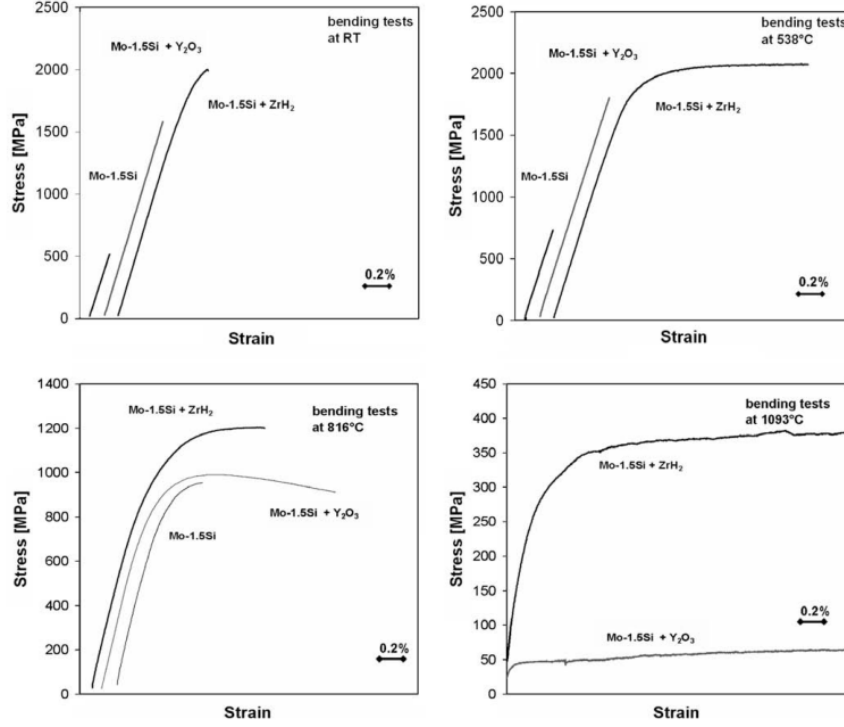 2500
2000
1500
1000
500
0
Stress [MPa]
Mo-1.5Si + Y₂O₃
bending tests
at RT
Mo-1.5Si + ZrH₂
Mo-1.5Si
0.2%
Strain
2500
2000
1500
1000
500
0
Stress [MPa]
bending tests
at 538°C
Mo-1.5Si + Y₂O₃
Mo-1.5Si + ZrH₂
Mo-1.5Si
0.2%
Strain
1400
1200
1000
800
600
400
200
0
Stress [MPa]
Mo-1.5Si + ZrH₂
bending tests
at 816°C
Mo-1.5Si + Y₂O₃
Mo-1.5Si
0.2%
Strain
450
400
350
300
250
200
150
100
50
0
Stress [MPa]
bending tests
at 1093°C
Mo-1.5Si + ZrH₂
0.2%
Mo-1.5Si + Y₂O₃
Strain